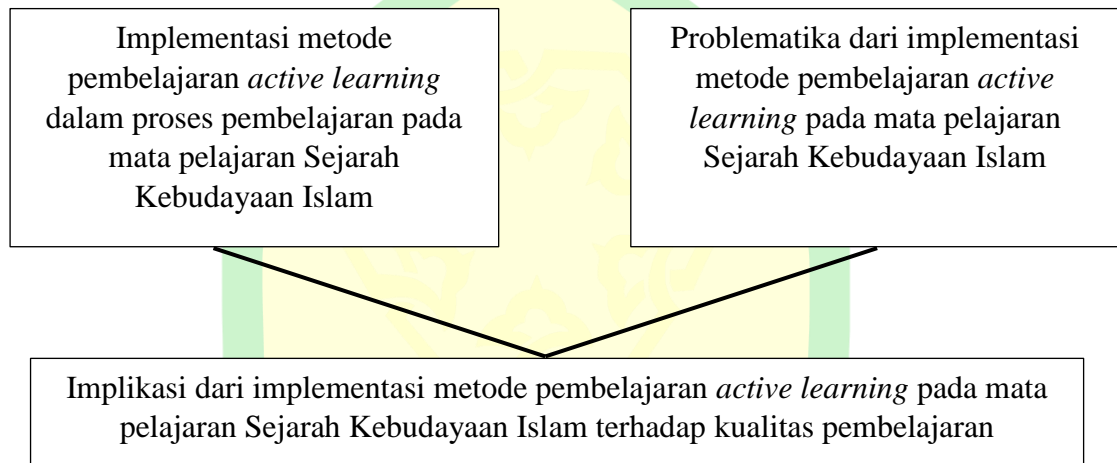 Implementasi metode
pembelajaran active learning
dalam proses pembelajaran pada
mata pelajaran Sejarah
Kebudayaan Islam
Problematika dari implementasi
metode pembelajaran active
learning pada mata pelajaran
Sejarah Kebudayaan Islam
Implikasi dari implementasi metode pembelajaran active learning pada mata
pelajaran Sejarah Kebudayaan Islam terhadap kualitas pembelajaran